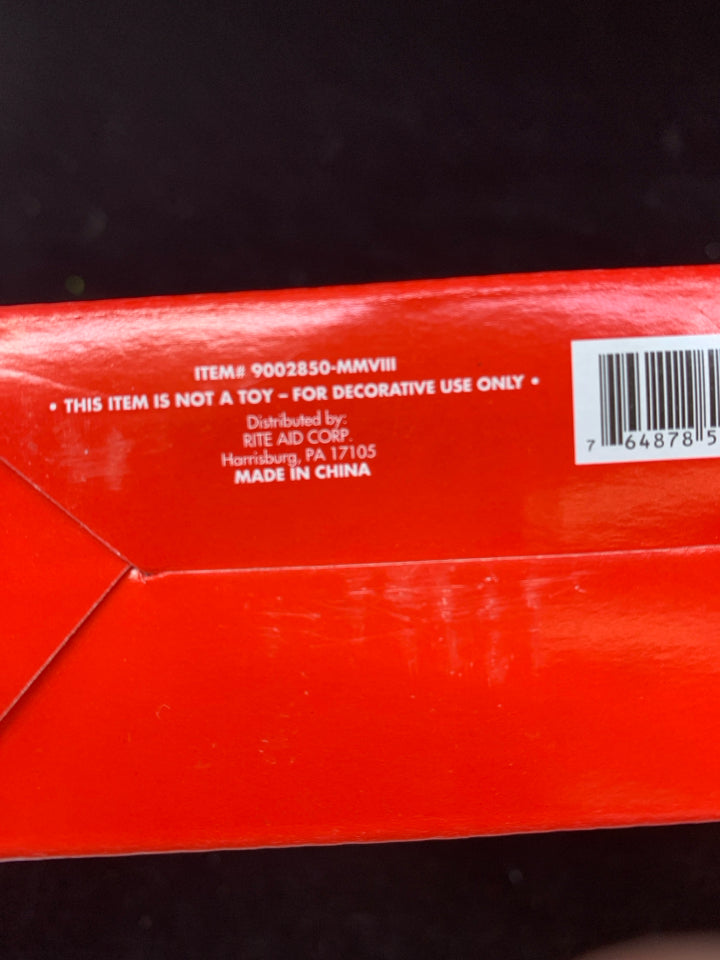 ITEM# 9002850-MMVIII
• THIS ITEM IS NOT A TOY – FOR DECORATIVE USE ONLY •
Distributed by:
RITE AID CORP.
Harrisburg, PA 17105
MADE IN CHINA
7 64878 5